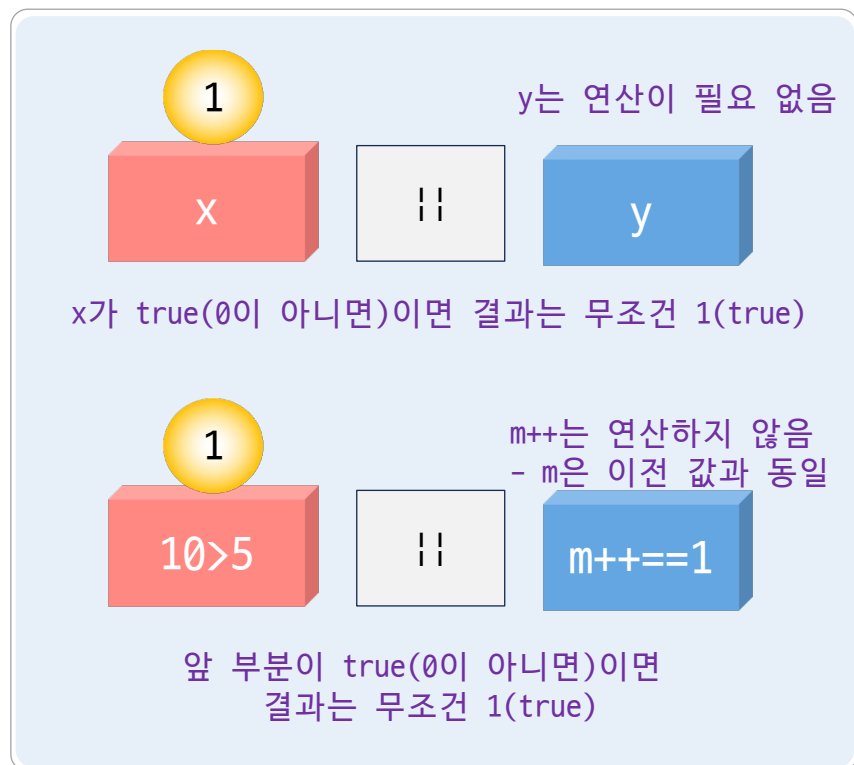 1
y는 연산이 필요 없음
x
||
y
x가 true(0이 아니면)이면 결과는 무조건 1(true)
1
m++는 연산하지 않음
- m은 이전 값과 동일
10>5
||
m++==1
앞 부분이 true(0이 아니면)이면
결과는 무조건 1(true)